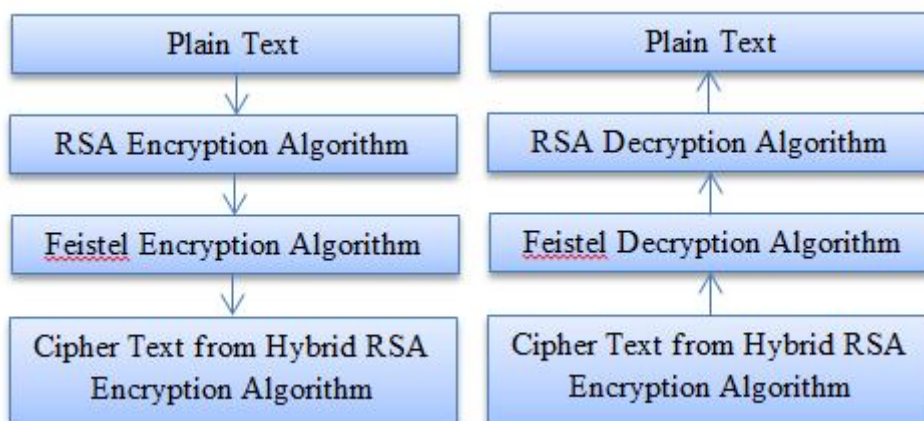 Plain Text
RSA Encryption Algorithm
Feistel Encryption Algorithm
Cipher Text from Hybrid RSA
Encryption Algorithm
Plain Text
RSA Decryption Algorithm
Feistel Decryption Algorithm
Cipher Text from Hybrid RSA
Encryption Algorithm